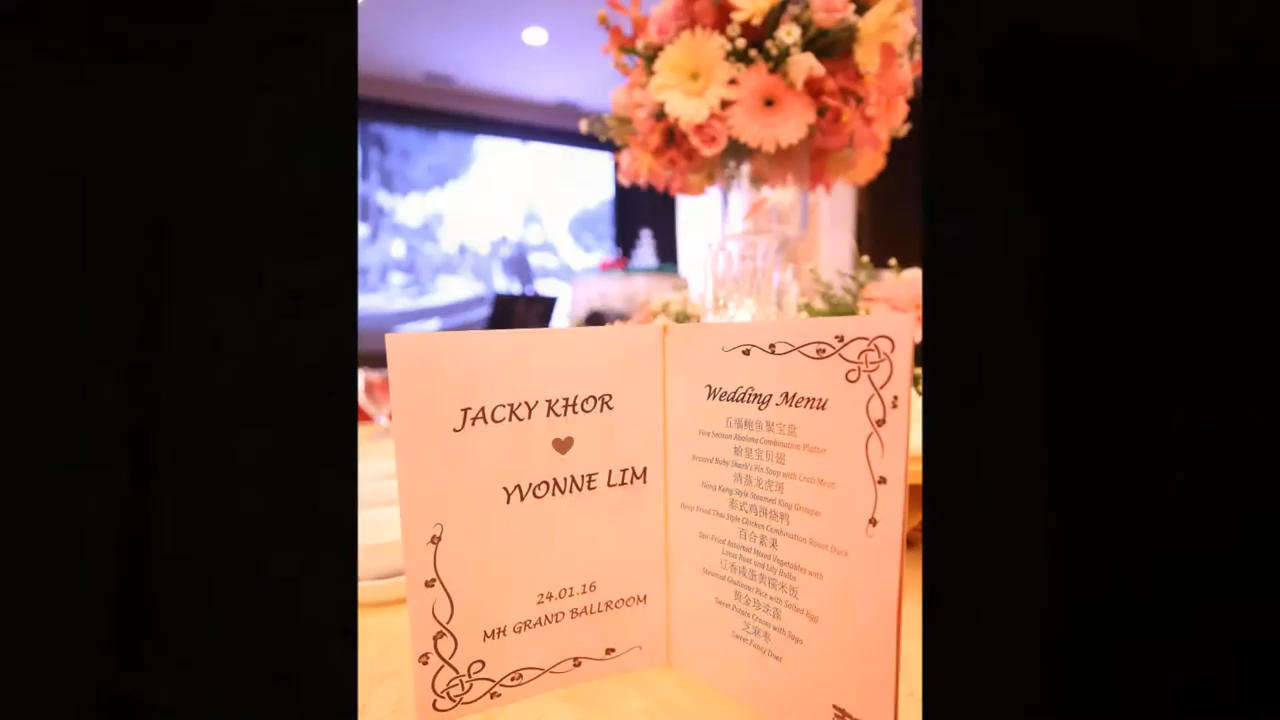 JACKY KHOR
YVONNE LIM
24.01.16
MH GRAND BALLROOM
Wedding Menu
五福鲍鱼聚宝盘
Five Season Abalone Combination Platter
蟹皇宝贝翅
Braised Baby Shark's Fin Soup with Crab Meat
清蒸龙虎斑
Hong Kong Style Steamed King Grouper
泰式鸡拼烧鸭
Deep Fried Thai Style Chicken Combination Roast Duck
百合素果
Stir-Fried Assorted Mixed Vegetables with
Lotus Root and Lily Bulbs
香咸蛋黄糯米饭
Steamed Glutinous Rice with Salted Egg
黄金珍珠露
Sweet Potato Cream with Sago
芝麻枣
Sweet Fancy Duet